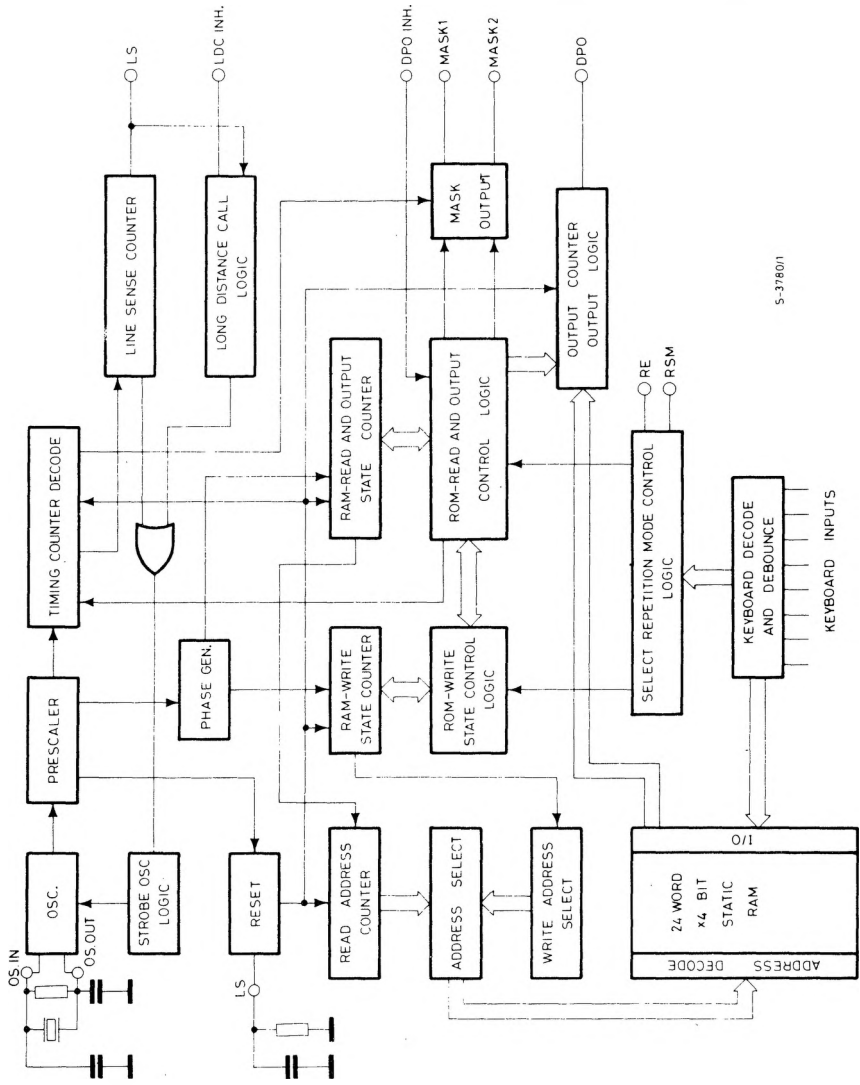 OS.IN
OS.OUT
OSC.
PRESCALER
TIMING COUNTER DECODE
LINE SENSE COUNTER
LS
STROBE OSC
LOGIC
LONG DISTANCE CALL
LOGIC
LDC INH.
PHASE GEN.
RESET
LS
READ ADDRESS
COUNTER
RAM-WRITE
STATE COUNTER
RAM-READ AND OUTPUT
STATE COUNTER
DPO INH.
MASK1
MASK2
MASK
OUTPUT
ADDRESS SELECT
ROM-WRITE
STATE CONTROL
LOGIC
ROM-READ AND OUTPUT
CONTROL LOGIC
WRITE ADDRESS
SELECT
OUTPUT COUNTER
OUTPUT LOGIC
DPO
SELECT REPETITION MODE CONTROL
LOGIC
RE
RSM
ADDRESS
DECODE
24 WORD
x4 BIT
STATIC
RAM
I/O
KEYBOARD DECODE
AND DEBOUNCE
KEYBOARD INPUTS
S-3780/1